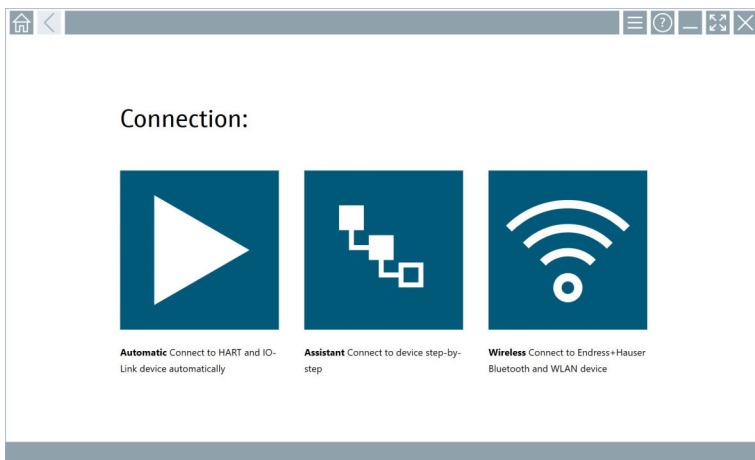 Connection:
Automatic Connect to HART and IO-
Link device automatically
Assistant Connect to device step-by-
step
Wireless Connect to Endress+Hauser
Bluetooth and WLAN device